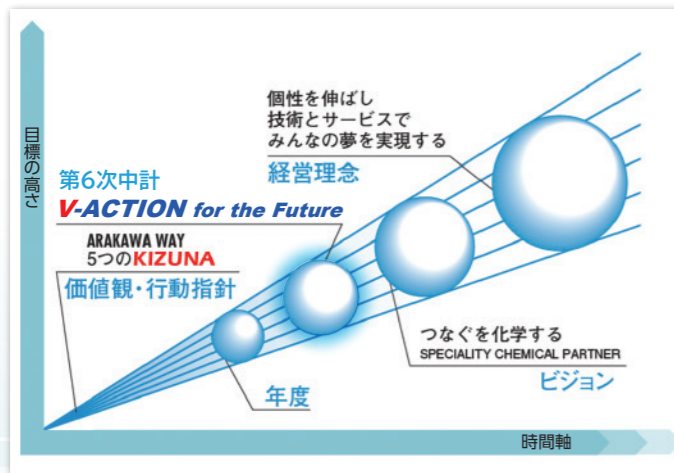 目標の高さ
個性を伸ばし
技術とサービスで
みんなの夢を実現する
経営理念
第6次中計
V-ACTION for the Future
ARAKAWA WAY
5つのKIZUNA
価値観・行動指針
つなぐを化学する
SPECIALITY CHEMICAL PARTNER
ビジョン
年度
時間軸